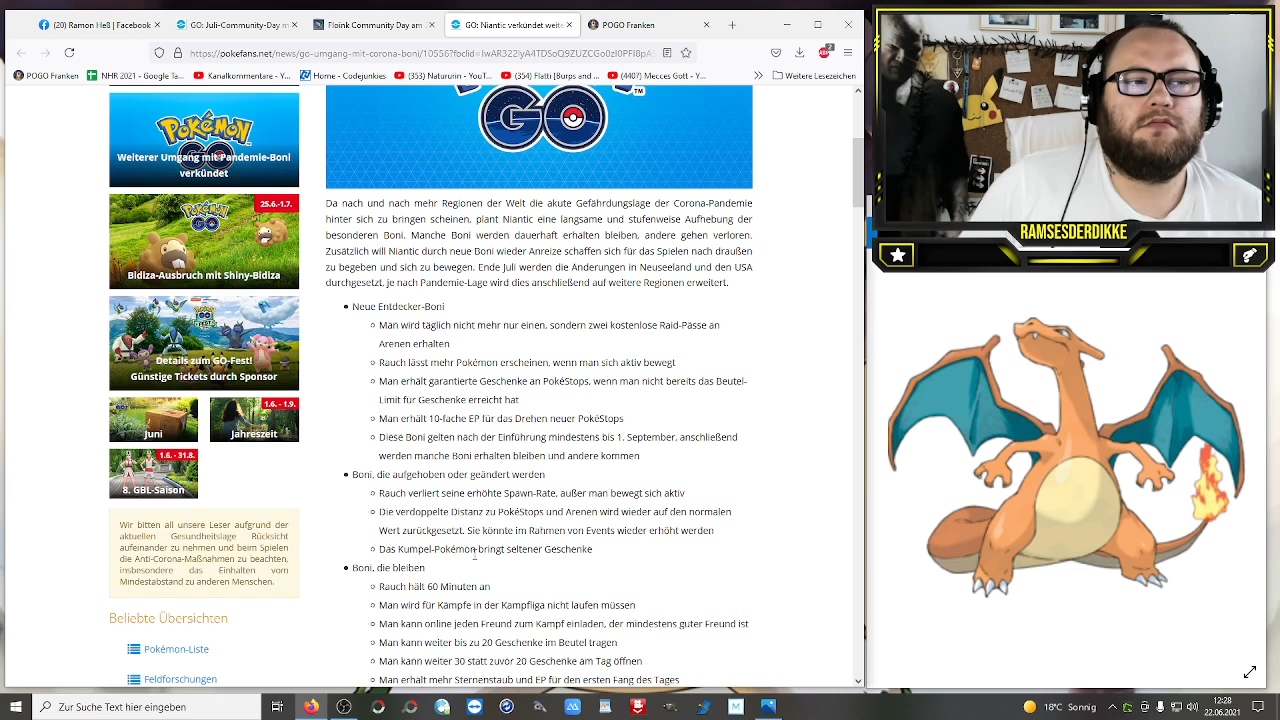 (20+) Juli-Community-Day m
Flink Community-Day am
GO: Niantic verkündet weit
POGO Franken
https://pokefans.net/news/go-umgang-pandemie-boni/10556?
POGO Franken
NHR 2021 - Google Ta...
Kanalkommentare - Yo...
Home - Codejunkies
(353) Naturunin - YouT...
(354) Flatti [Burps and ...
(4407) Mecces Gott - Y...
Weitere Lesezeichen
Pokémon
Weiterer Umgang mit Pandemie-Boni
verkündet
25.6.-1.7.
Bidiza-Ausbruch mit Shiny-Bidiza
Details zum GO-Fest!
Günstige Tickets durch Sponsor
Juni
1.6. - 1.9.
Jahreszeit
1.6. - 31.8.
8. GBL-Saison
Wir bitten all unsere Leser aufgrund der
aktuellen Gesundheitslage Rücksicht
aufeinander zu nehmen und beim Spielen
die Anti-Corona-Maßnahmen zu beachten,
insbesondere das Einhalten vom
Mindestabstand zu anderen Menschen.
Beliebte Übersichten
Pokémon-Liste
Feldforschungen
GO
TM
Da nach und nach mehr Regionen der Welt die akute Gefährdungslage der Corona-Pandemie
hinter sich zu bringen scheinen, plant Niantic eine langsame und stufenweise Aufhebung der
besonderen Boni. Manche Boni werden dauerhaft erhalten bleiben, andere gehen verloren.
Zusätzlich will Niantic durch neue Boni wieder Anreize schaffen sich für das Spielen nach draußen
zu begeben und sich zu bewegen. Ende Juli werden die Änderungen in Neuseeland und den USA
durchgesetzt, je nach Pandemie-Lage wird dies anschließend auf weitere Regionen erweitert.
Neue Entdecker-Boni
Man wird täglich nicht mehr nur einen, sondern zwei kostenlose Raid-Pässe an
Arenen erhalten
Rauch lässt mehr Pokémon erscheinen, wenn man sich aktiv bewegt
Man erhält garantierte Geschenke an PokéStops, wenn man nicht bereits das Beutel-
Limit für Geschenke erreicht hat
Man erhält 10-fache EP für das Drehen neuer PokéStops
Diese Boni gelten nach der Einführung mindestens bis 1. September, anschließend
werden manche Boni erhalten bleiben und andere kommen
Boni, die aufgehoben oder geändert werden
Rauch verliert seine erhöhte Spawn-Rate, außer man bewegt sich aktiv
Die verdoppelte Distanz zu PokéStops und Arenen wird wieder auf den normalen
Wert zurückgesetzt. Sie könnte im Rahmen von Events wieder erhöht werden
Das Kumpel-Pokémon bringt seltener Geschenke
Boni, die bleiben
Rauch hält 60 Minuten an
Man wird für Kämpfe in der Kampfliga nicht laufen müssen
Man kann online jeden Freund zum Kampf einladen, der mindestens guter Freund ist
Man kann weiter bis zu 20 Geschenke im Beutel tragen
Man kann weiter 30 statt zuvor 20 Geschenke am Tag öffnen
Man erhält mehr Sternenstaub und EP für den ersten Fang des Tages
RAMSESDERDIKKE
Zur Suche Text hier eingeben
18°C Sonnig
12:28
22.06.2021